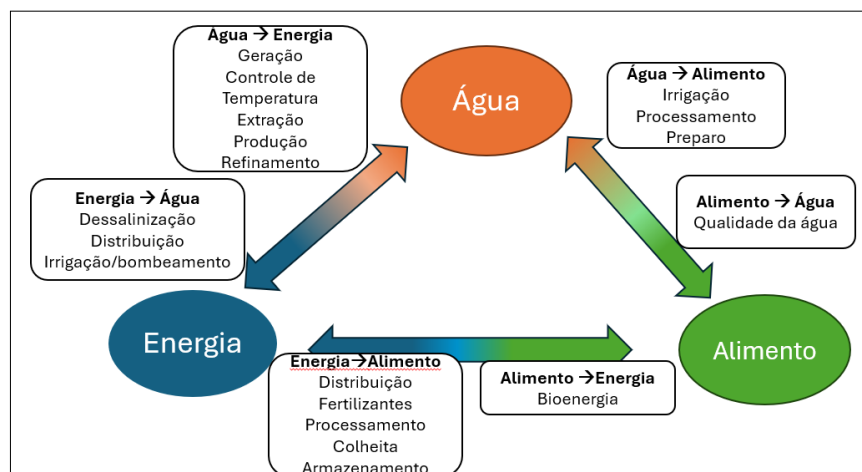 Água → Energia
Geração
Controle de
Temperatura
Extração
Produção
Refinamento
Água
Água → Alimento
Irrigação
Processamento
Preparo
Energia → Água
Dessalinização
Distribuição
Irrigação/bombeamento
Alimento → Água
Qualidade da água
Energia
Alimento
Energia→Alimento
Distribuição
Fertilizantes
Processamento
Colheita
Armazenamento
Alimento →Energia
Bioenergia